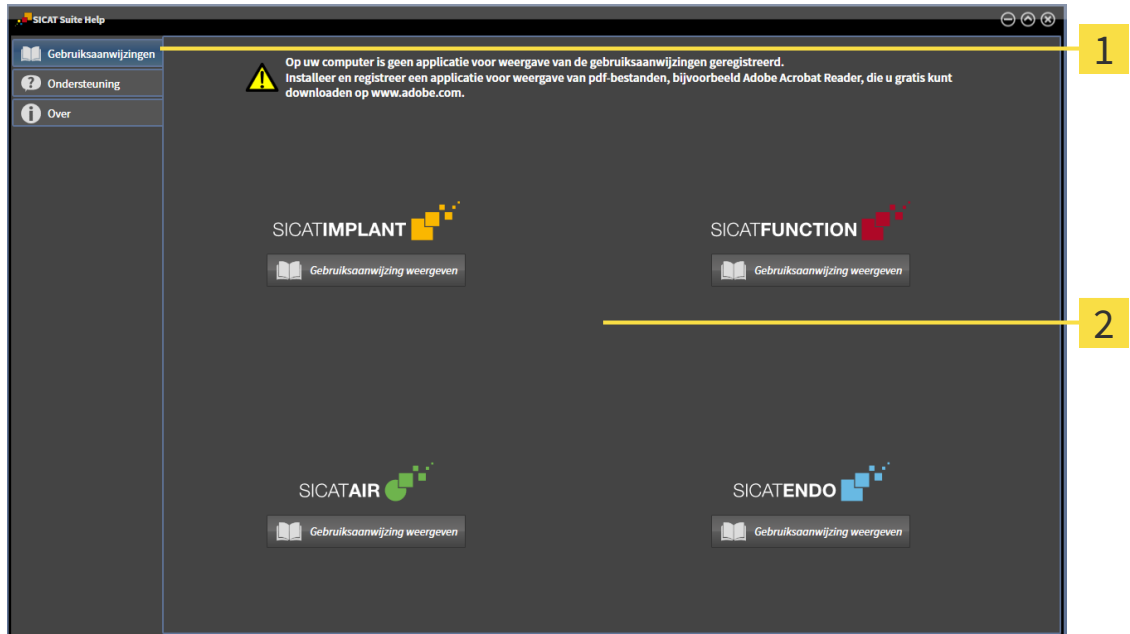 SICAT Suite Help
Gebruiksaanwijzingen
Ondersteuning
Over
Op uw computer is geen applicatie voor weergave van de gebruiksaanwijzingen geregistreerd.
Installeer en registreer een applicatie voor weergave van pdf-bestanden, bijvoorbeeld Adobe Acrobat Reader, die u gratis kunt
downloaden op www.adobe.com.
1
SICATIMPLANT
Gebruiksaanwijzing weergeven
SICATFUNCTION
Gebruiksaanwijzing weergeven
2
SICATAIR
Gebruiksaanwijzing weergeven
SICATENDO
Gebruiksaanwijzing weergeven